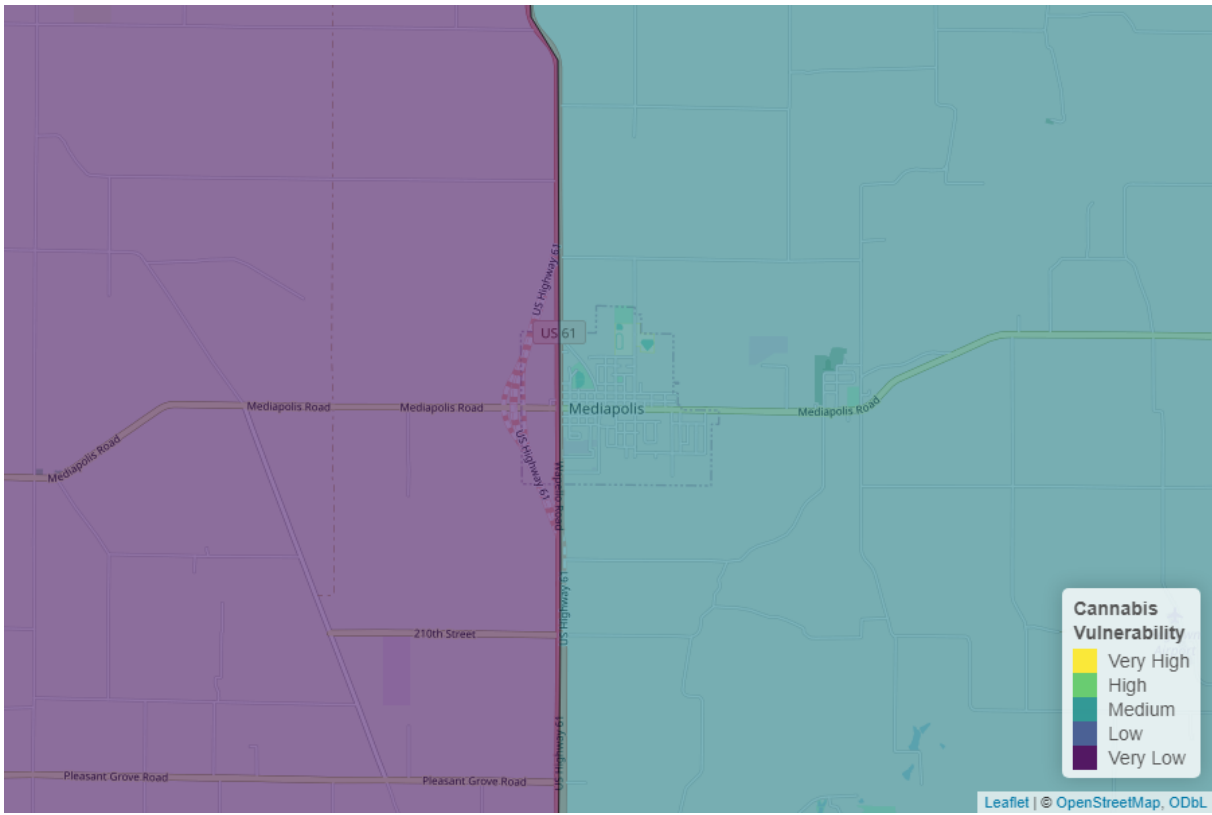 US Highway 61
US 61
Mediapolis Road
Mediapolis Road
Mediapolis
Mediapolis Road
Mediapolis Road
US Highway 61
Wapello Road
US Highway 61
210th Street
US Highway 61
Pleasant Grove Road
Pleasant Grove Road
Cannabis
Vulnerability
Very High
High
Medium
Low
Very Low
Leaflet | © OpenStreetMap, ODbL